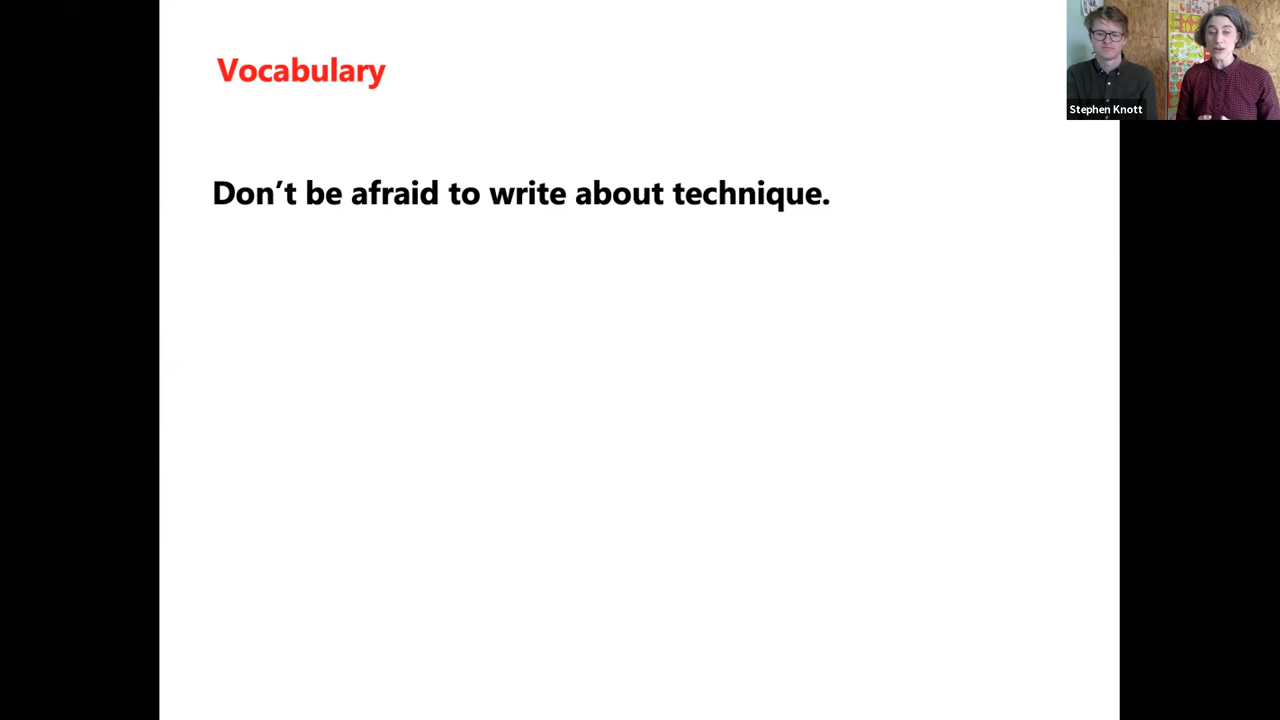 Vocabulary
Stephen Knott
Don’t be afraid to write about technique.